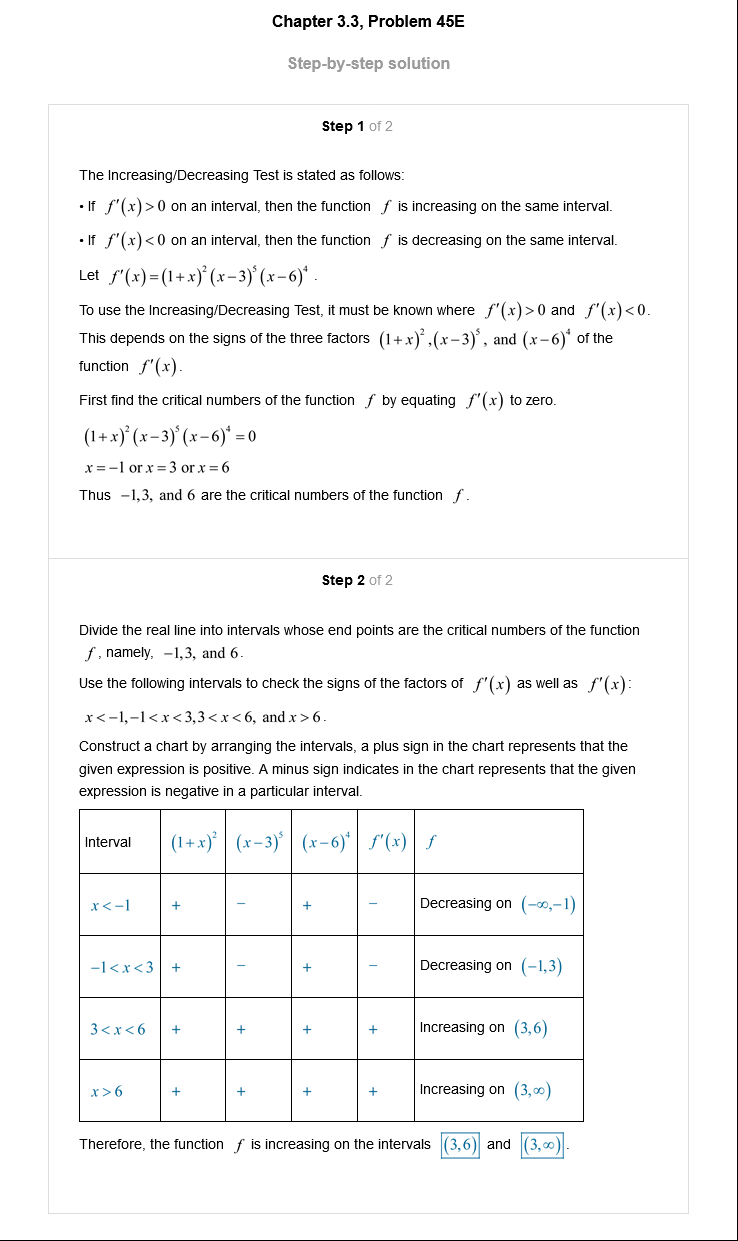 Chapter 3.3, Problem 45E
Step-by-step solution
Step 1 of 2
The Increasing/Decreasing Test is stated as follows:
• If f′(x)>0 on an interval, then the function f is increasing on the same interval.
• If f′(x)<0 on an interval, then the function f is decreasing on the same interval.
Let f′(x)=(1+x)²(x−3)⁵(x−6)⁴ .
To use the Increasing/Decreasing Test, it must be known where f′(x)>0 and f′(x)<0.
This depends on the signs of the three factors (1+x)²,(x−3)⁵, and (x−6)⁴ of the
function f′(x).
First find the critical numbers of the function f by equating f′(x) to zero.
(1+x)²(x−3)⁵(x−6)⁴=0
x=−1 or x=3 or x=6
Thus −1,3, and 6 are the critical numbers of the function f.
Step 2 of 2
Divide the real line into intervals whose end points are the critical numbers of the function
f, namely, −1,3, and 6.
Use the following intervals to check the signs of the factors of f′(x) as well as f′(x):
x<−1,−1<x<3,3<x<6, and x>6.
Construct a chart by arranging the intervals, a plus sign in the chart represents that the
given expression is positive. A minus sign indicates in the chart represents that the given
expression is negative in a particular interval.
Interval (1+x)² (x−3)⁵ (x−6)⁴ f′(x) f
x<−1 + − + − Decreasing on (−∞,−1)
−1<x<3 + − + − Decreasing on (−1,3)
3<x<6 + + + + Increasing on (3,6)
x>6 + + + + Increasing on (3,∞)
Therefore, the function f is increasing on the intervals (3,6) and (3,∞).